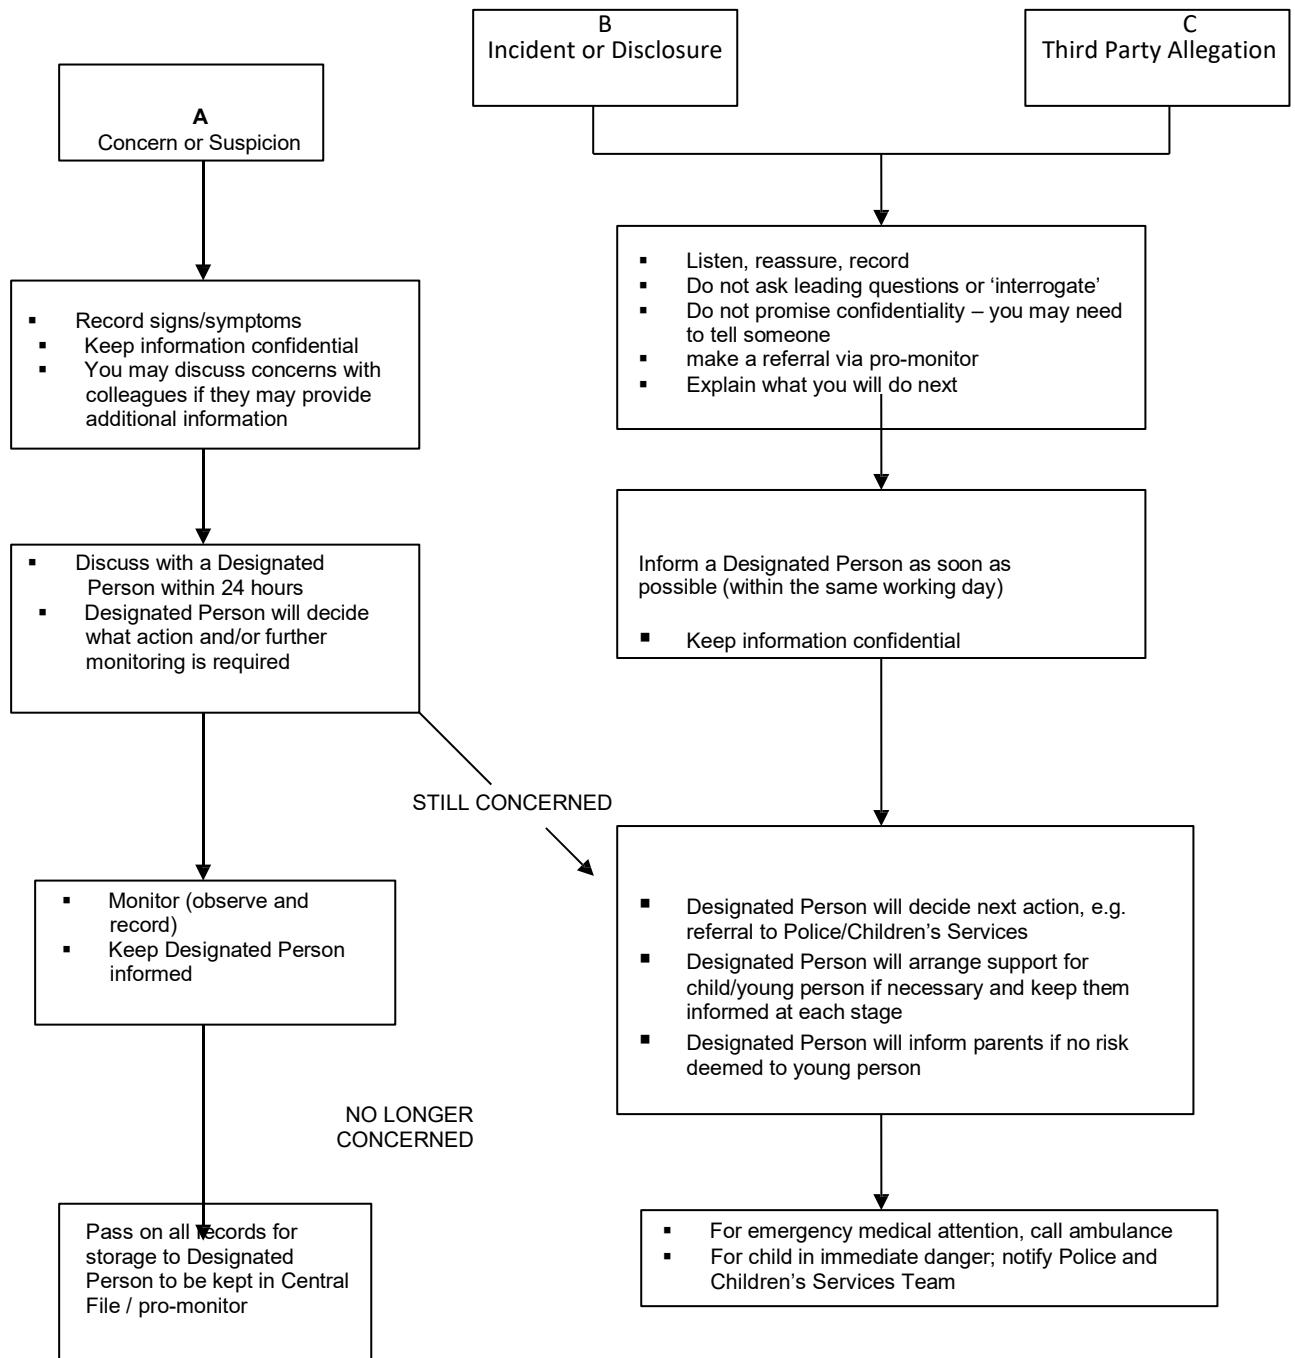 B
Incident or Disclosure
C
Third Party Allegation
A
Concern or Suspicion
▪ Record signs/symptoms
▪ Keep information confidential
▪ You may discuss concerns with
colleagues if they may provide
additional information
▪ Listen, reassure, record
▪ Do not ask leading questions or ‘interrogate’
▪ Do not promise confidentiality – you may need
to tell someone
▪ make a referral via pro-monitor
▪ Explain what you will do next
▪ Discuss with a Designated
Person within 24 hours
▪ Designated Person will decide
what action and/or further
monitoring is required
Inform a Designated Person as soon as
possible (within the same working day)
▪ Keep information confidential
STILL CONCERNED
▪ Monitor (observe and
record)
▪ Keep Designated Person
informed
▪ Designated Person will decide next action, e.g.
referral to Police/Children’s Services
▪ Designated Person will arrange support for
child/young person if necessary and keep them
informed at each stage
▪ Designated Person will inform parents if no risk
deemed to young person
NO LONGER
CONCERNED
Pass on all records for
storage to Designated
Person to be kept in Central
File / pro-monitor
▪ For emergency medical attention, call ambulance
▪ For child in immediate danger; notify Police and
Children’s Services Team